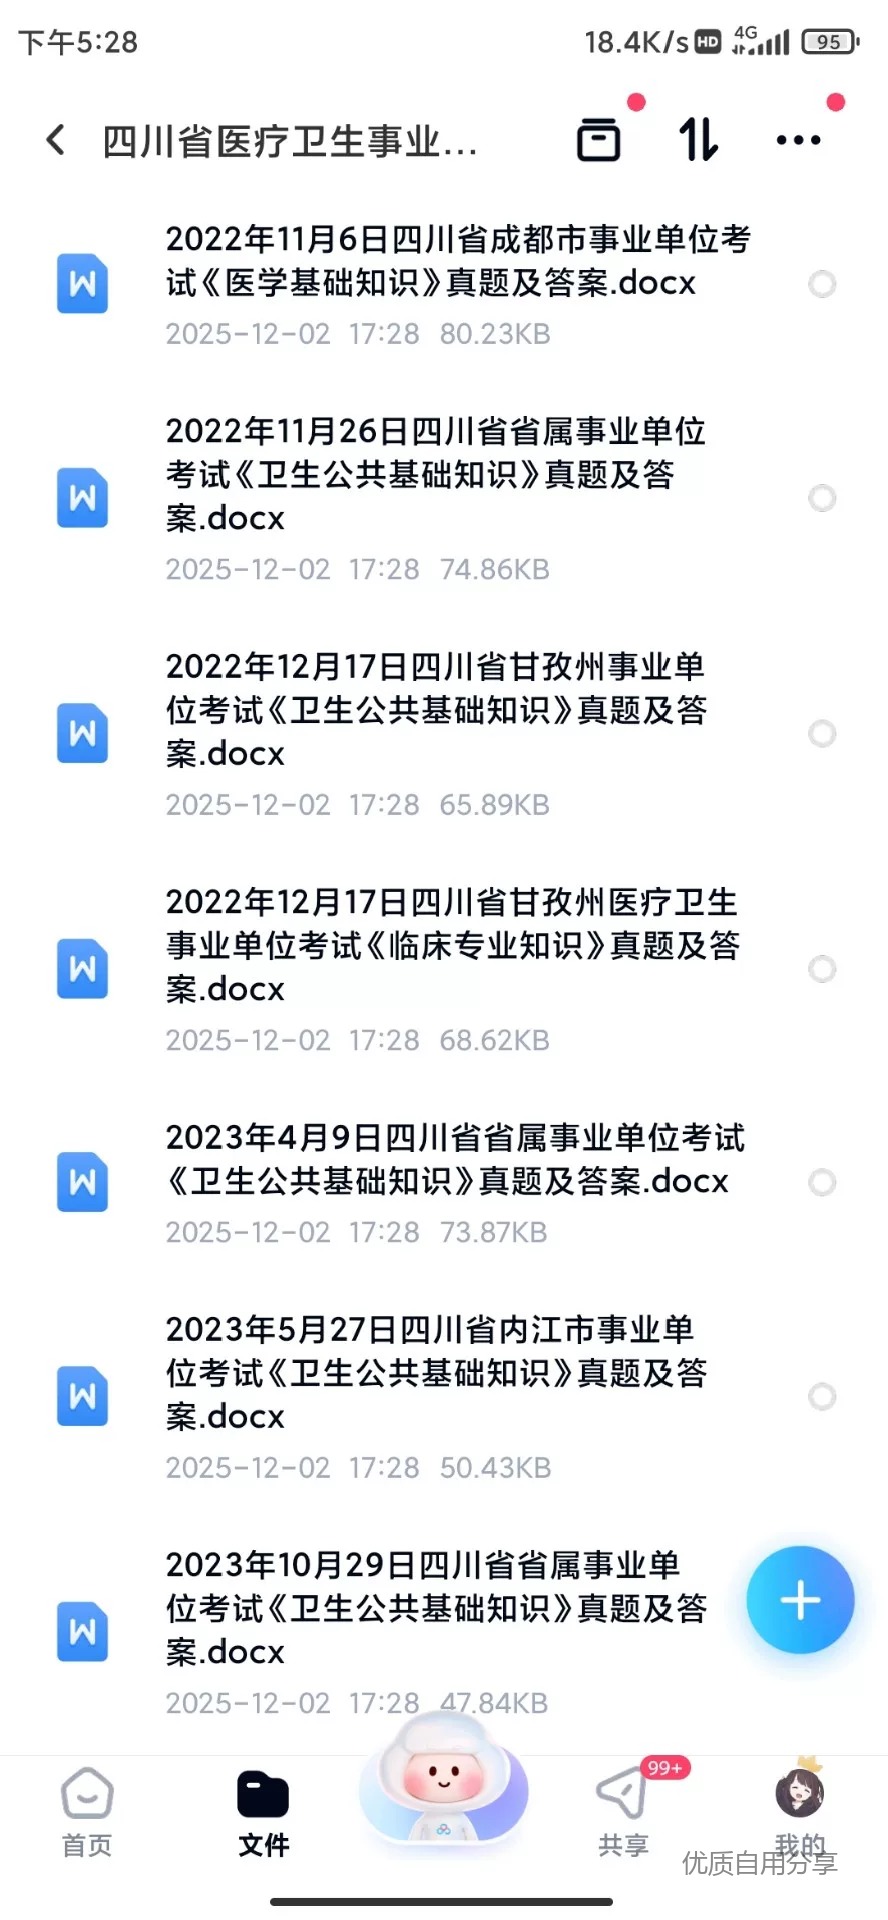 下午5:28
18.4K/s HD 4G 95
四川省医疗卫生事业...
2022年11月6日四川省成都市事业单位考
试《医学基础知识》真题及答案.docx
2025-12-02 17:28 80.23KB
2022年11月26日四川省省属事业单位
考试《卫生公共基础知识》真题及答
案.docx
2025-12-02 17:28 74.86KB
2022年12月17日四川省甘孜州事业单
位考试《卫生公共基础知识》真题及答
案.docx
2025-12-02 17:28 65.89KB
2022年12月17日四川省甘孜州医疗卫生
事业单位考试《临床专业知识》真题及答
案.docx
2025-12-02 17:28 68.62KB
2023年4月9日四川省省属事业单位考试
《卫生公共基础知识》真题及答案.docx
2025-12-02 17:28 73.87KB
2023年5月27日四川省内江市事业单
位考试《卫生公共基础知识》真题及答
案.docx
2025-12-02 17:28 50.43KB
2023年10月29日四川省省属事业单
位考试《卫生公共基础知识》真题及答
案.docx
2025-12-02 17:28 47.84KB
99+
首页 文件 共享 我的
优质自用分享